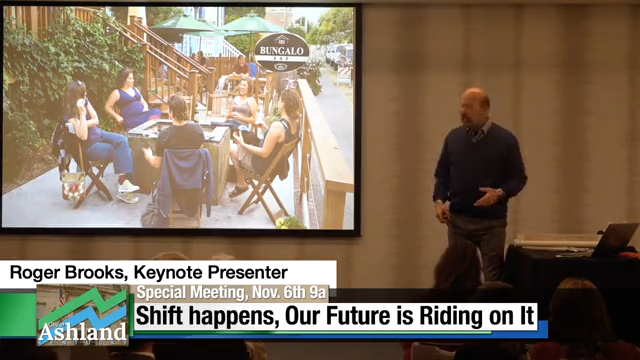 BUNGALO
Roger Brooks, Keynote Presenter
Special Meeting, Nov. 6th 9a
Ashland
Shift happens, Our Future is Riding on It